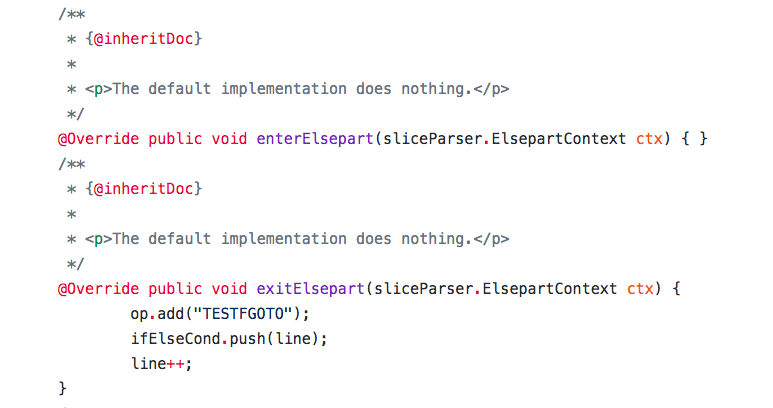 /**
* {@inheritDoc}
*
* <p>The default implementation does nothing.</p>
*/
@Override public void enterElsepart(sliceParser.ElsepartContext ctx) { }
/**
* {@inheritDoc}
*
* <p>The default implementation does nothing.</p>
*/
@Override public void exitElsepart(sliceParser.ElsepartContext ctx) {
op.add("TESTFGOTO");
ifElseCond.push(line);
line++;
}